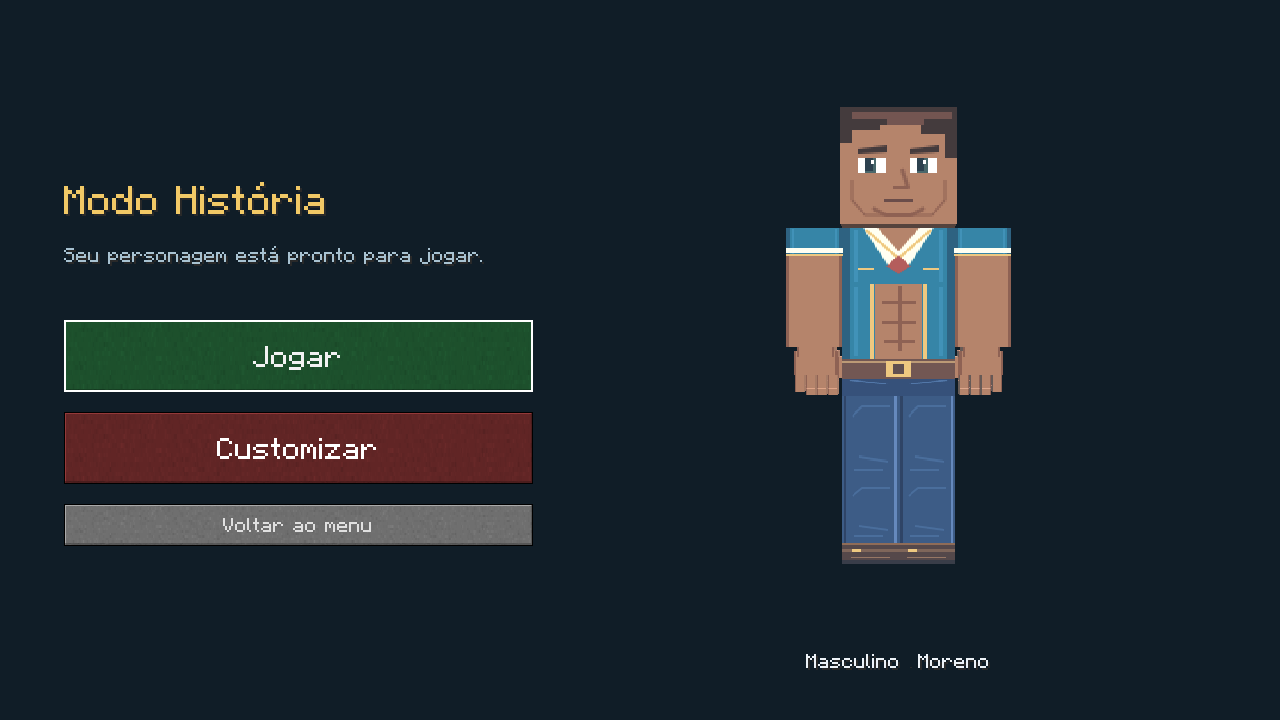 Modo História
Seu personagem está pronto para jogar.
Jogar
Customizar
Voltar ao menu
Masculino Moreno